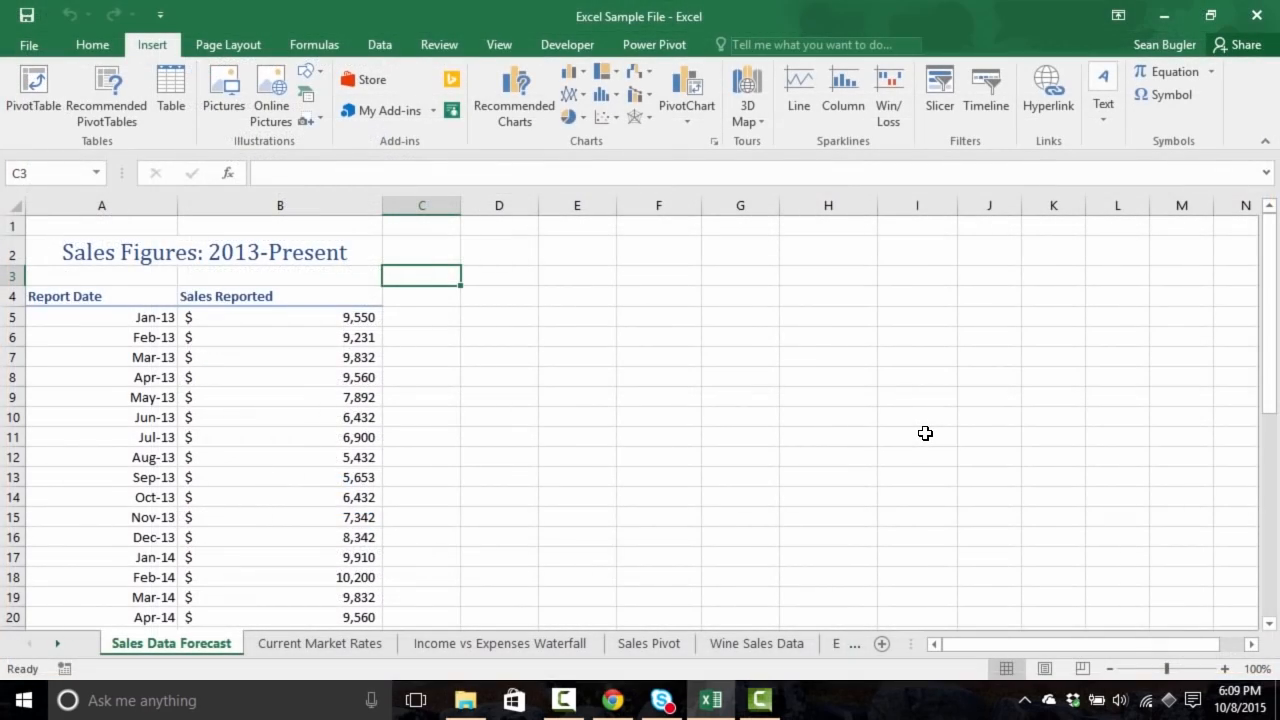 Excel Sample File - Excel
File Home Insert Page Layout Formulas Data Review View Developer Power Pivot Tell me what you want to do... Sean Bugler Share
PivotTable Recommended PivotTables Table
Tables
Pictures Online Pictures
Illustrations
Store
My Add-ins
Add-ins
Recommended Charts
PivotChart
Charts
3D Map
Tours
Line Column Win/Loss
Sparklines
Slicer Timeline
Filters
Hyperlink
Links
A
Text
π Equation
Ω Symbol
Symbols
C3 fx
A B C D E F G H I J K L M N
1
2 Sales Figures: 2013-Present
3
4 Report Date Sales Reported
5 Jan-13 $ 9,550
6 Feb-13 $ 9,231
7 Mar-13 $ 9,832
8 Apr-13 $ 9,560
9 May-13 $ 7,892
10 Jun-13 $ 6,432
11 Jul-13 $ 6,900
12 Aug-13 $ 5,432
13 Sep-13 $ 5,653
14 Oct-13 $ 6,432
15 Nov-13 $ 7,342
16 Dec-13 $ 8,342
17 Jan-14 $ 9,910
18 Feb-14 $ 10,200
19 Mar-14 $ 9,832
20 Apr-14 $ 9,560
Sales Data Forecast Current Market Rates Income vs Expenses Waterfall Sales Pivot Wine Sales Data E ...
Ready 100%
Ask me anything 6:09 PM
10/8/2015